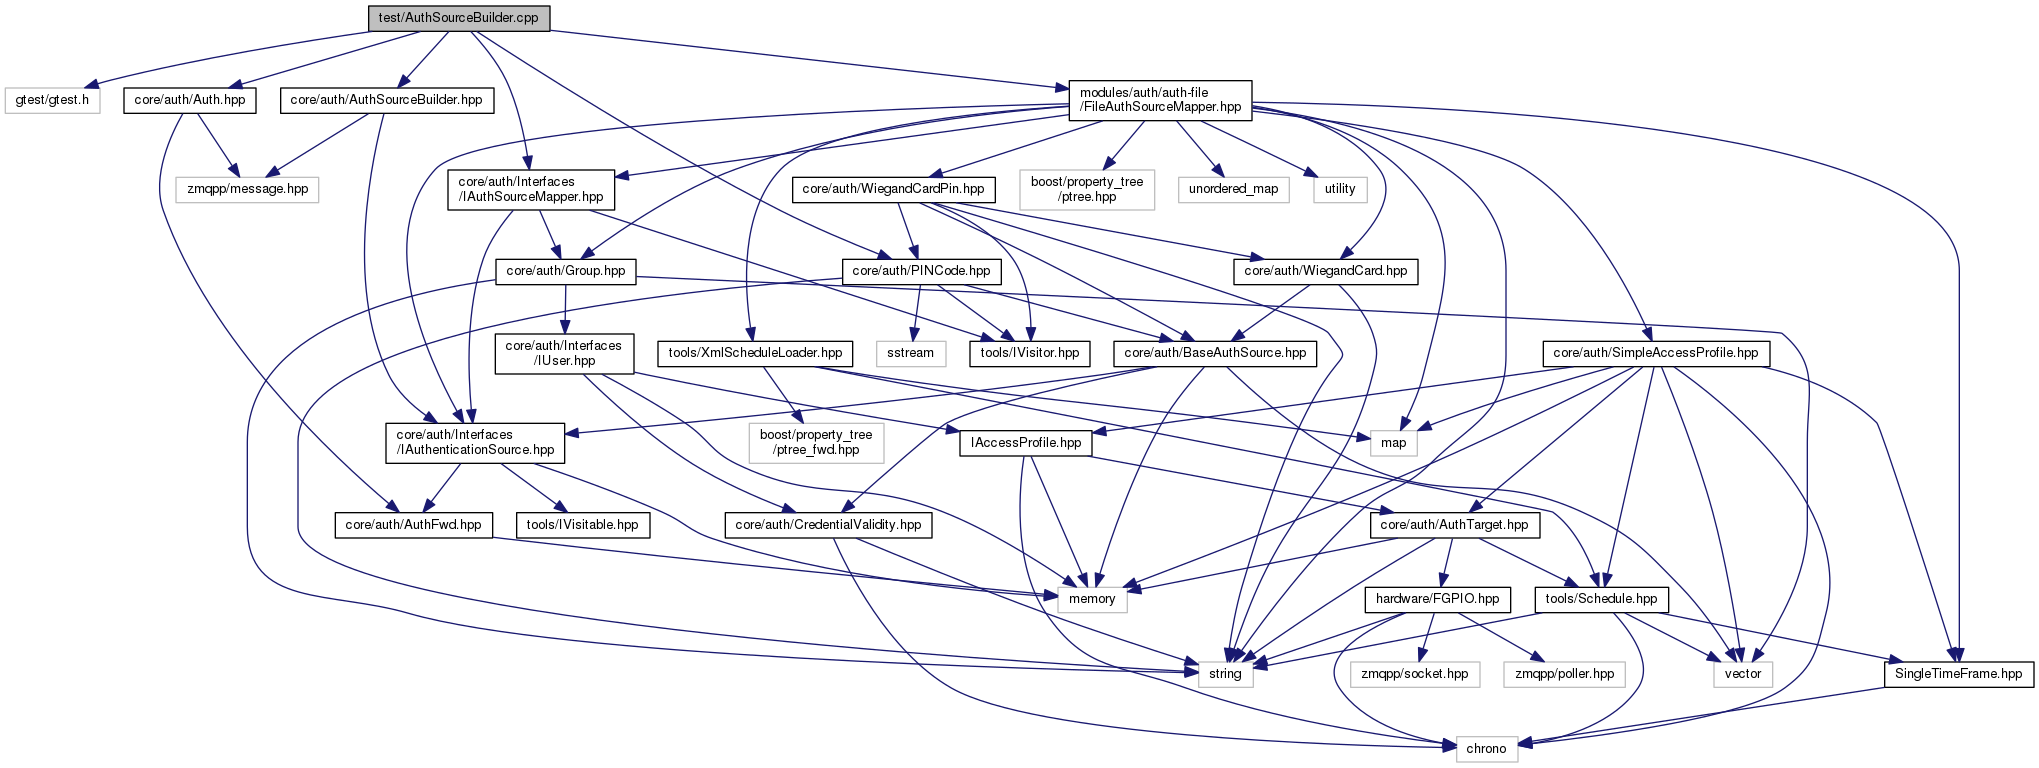 test/AuthSourceBuilder.cpp
gtest/gtest.h
core/auth/Auth.hpp
core/auth/AuthSourceBuilder.hpp
modules/auth/auth-file
/FileAuthSourceMapper.hpp
zmqpp/message.hpp
core/auth/Interfaces
/IAuthSourceMapper.hpp
core/auth/WiegandCardPin.hpp
boost/property_tree
/ptree.hpp
unordered_map
utility
core/auth/Group.hpp
core/auth/PINCode.hpp
core/auth/WiegandCard.hpp
core/auth/Interfaces
/IUser.hpp
tools/XmlScheduleLoader.hpp
sstream
tools/IVisitor.hpp
core/auth/BaseAuthSource.hpp
core/auth/SimpleAccessProfile.hpp
core/auth/Interfaces
/IAuthenticationSource.hpp
boost/property_tree
/ptree_fwd.hpp
IAccessProfile.hpp
map
core/auth/AuthFwd.hpp
tools/IVisitable.hpp
core/auth/CredentialValidity.hpp
core/auth/AuthTarget.hpp
memory
hardware/FGPIO.hpp
tools/Schedule.hpp
string
zmqpp/socket.hpp
zmqpp/poller.hpp
vector
SingleTimeFrame.hpp
chrono